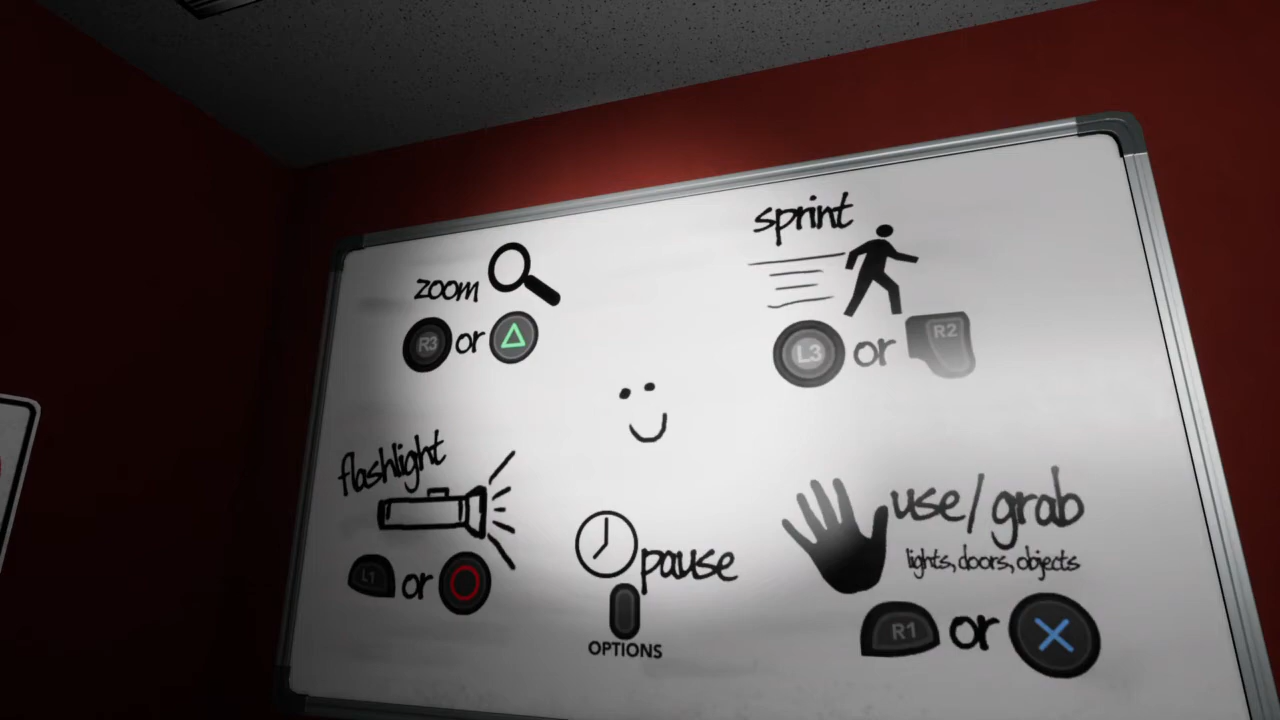 zoom
R3 or
sprint
L3 or R2
flashlight
L1 or
pause
OPTIONS
use/grab
lights, doors, objects
R1 or